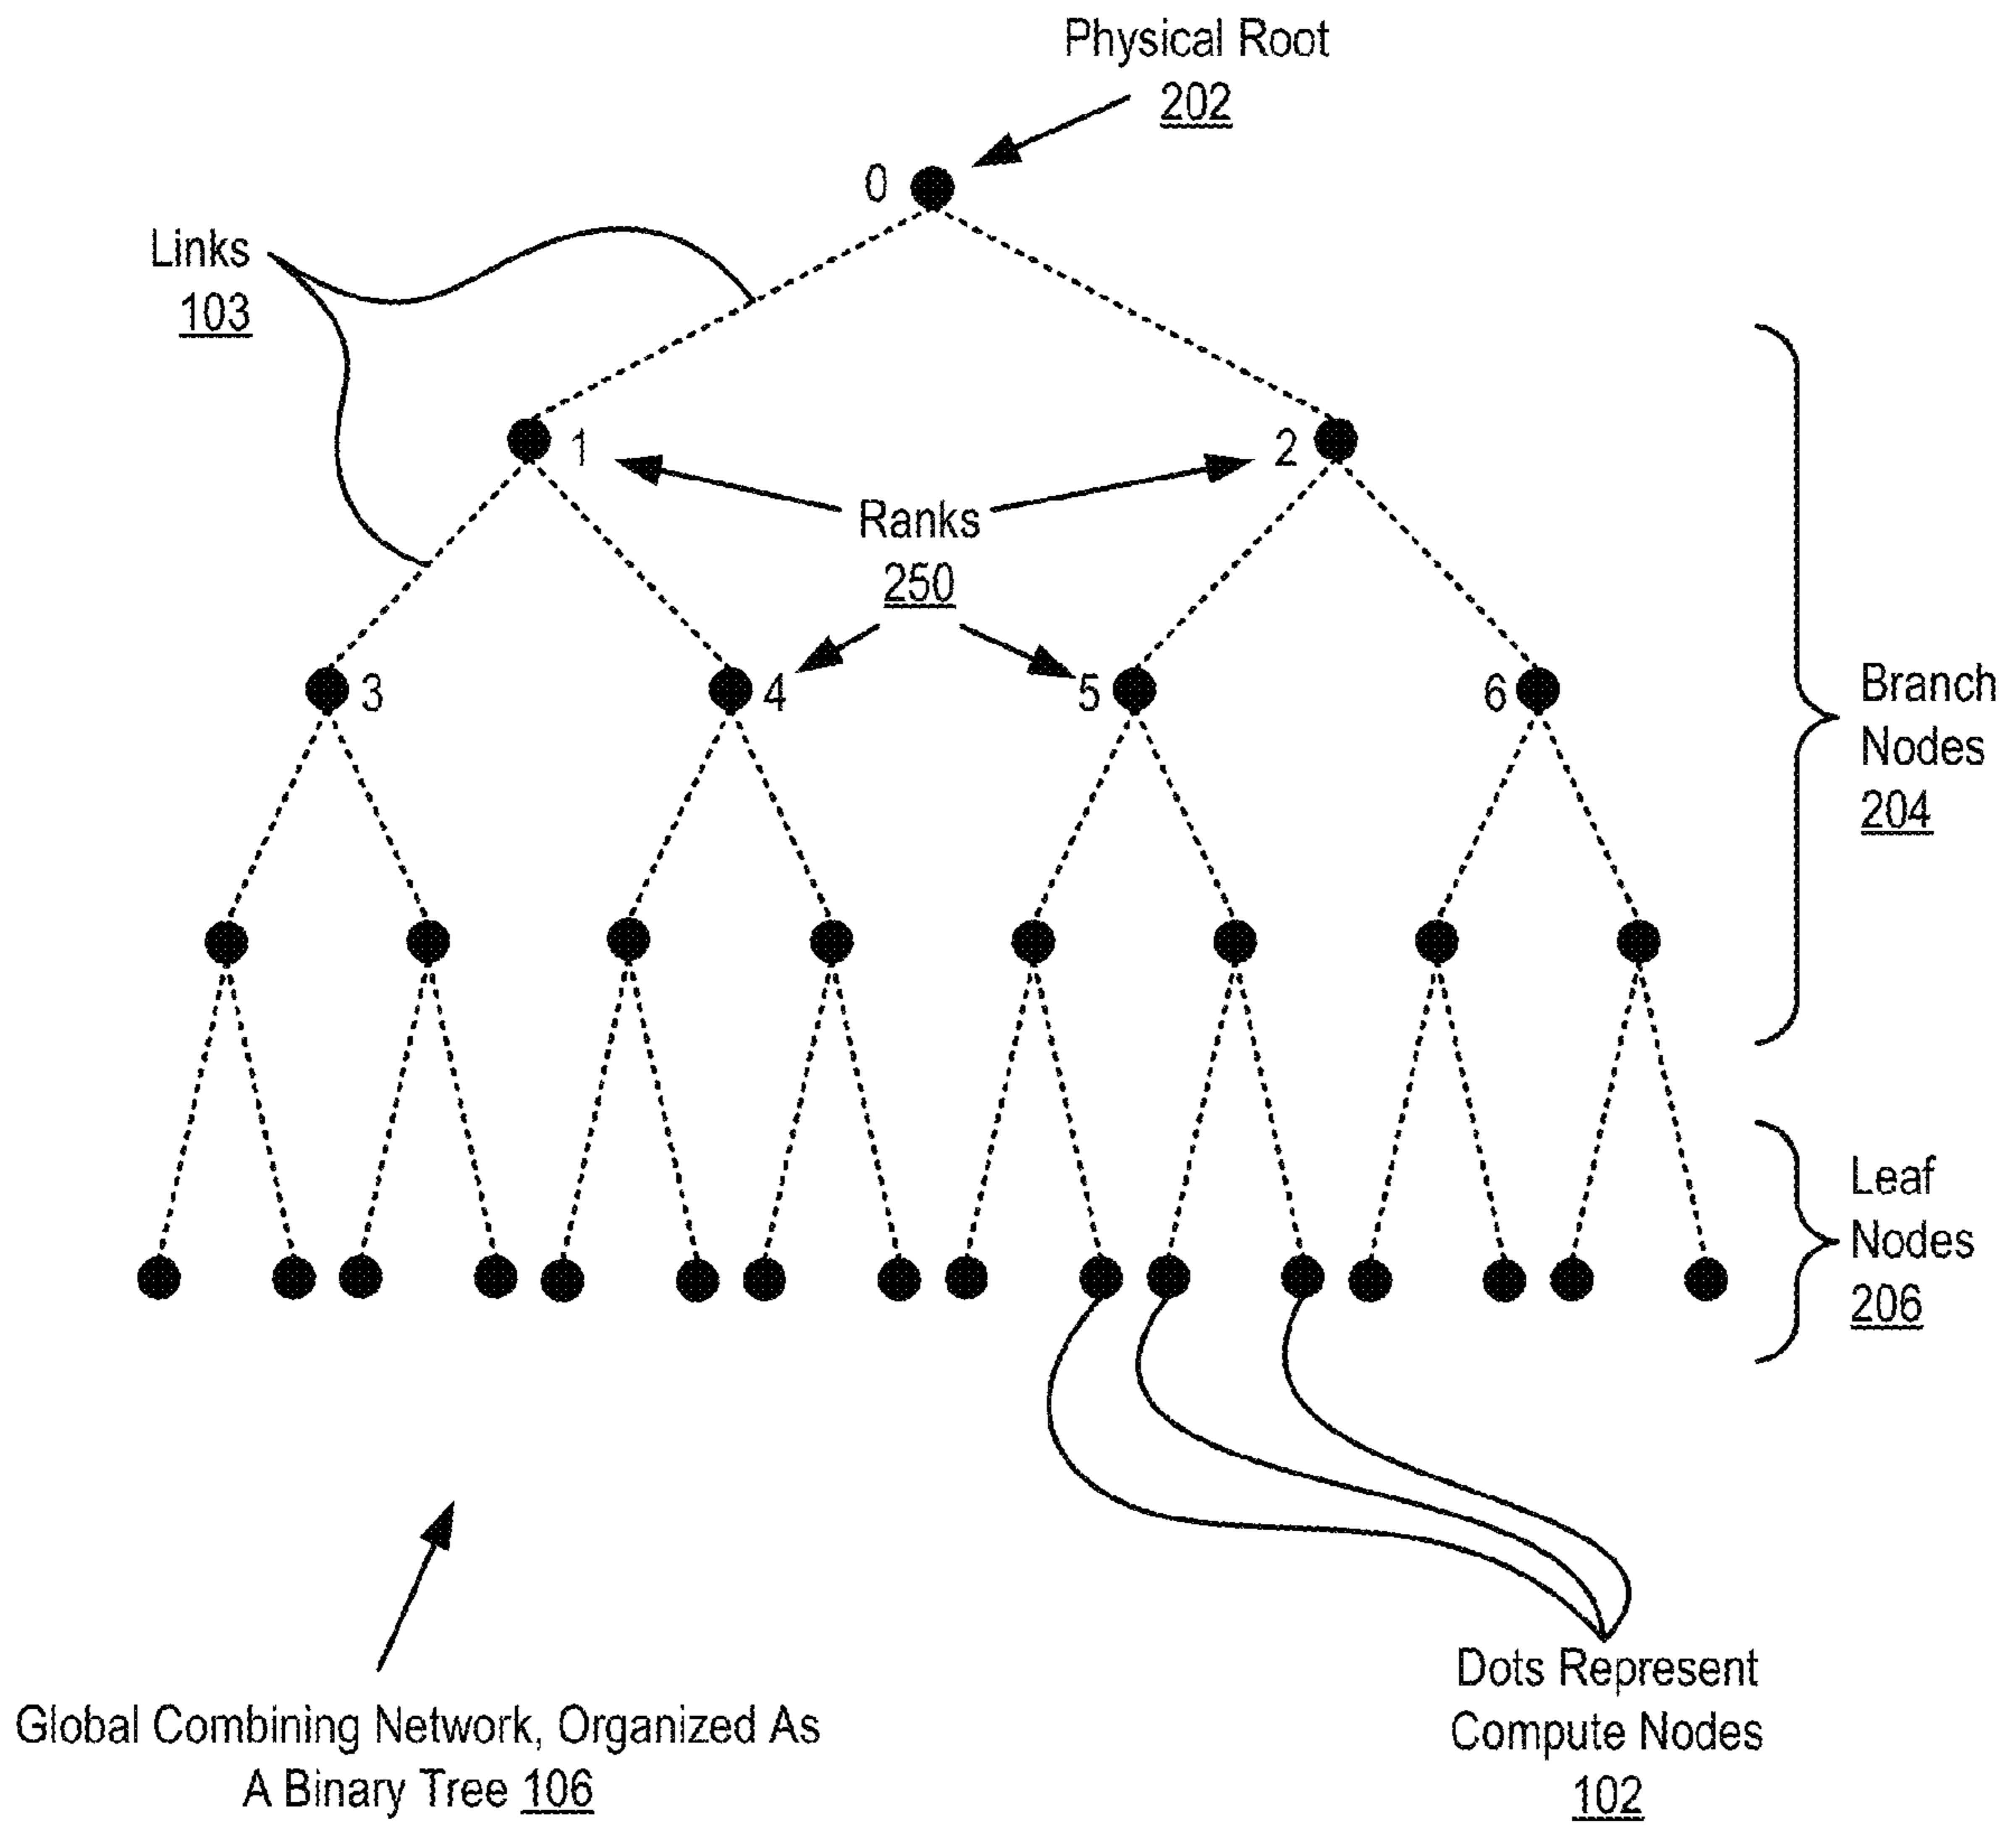 Physical Root
202
0
Links
103
1
2
Ranks
250
3
4
5
6
Branch
Nodes
204
Leaf
Nodes
206
Dots Represent
Compute Nodes
102
Global Combining Network, Organized As
A Binary Tree 106